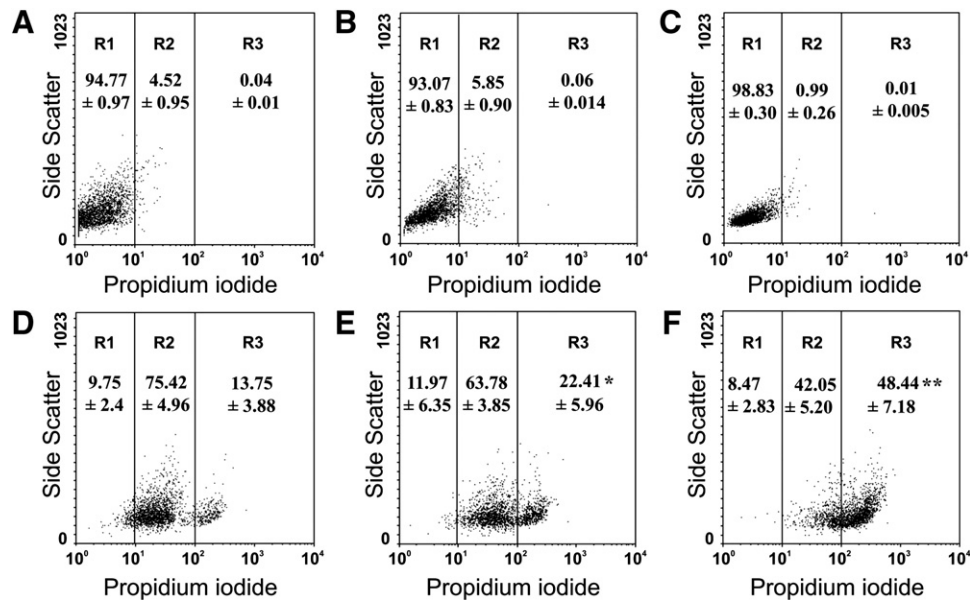 A
1023
R1 R2 R3
94.77 4.52 0.04
± 0.97 ± 0.95 ± 0.01
Side Scatter
0
10⁰ 10¹ 10² 10³ 10⁴
Propidium iodide
B
1023
R1 R2 R3
93.07 5.85 0.06
± 0.83 ± 0.90 ± 0.014
Side Scatter
0
10⁰ 10¹ 10² 10³ 10⁴
Propidium iodide
C
1023
R1 R2 R3
98.83 0.99 0.01
± 0.30 ± 0.26 ± 0.005
Side Scatter
0
10⁰ 10¹ 10² 10³ 10⁴
Propidium iodide
D
1023
R1 R2 R3
9.75 75.42 13.75
± 2.4 ± 4.96 ± 3.88
Side Scatter
0
10⁰ 10¹ 10² 10³ 10⁴
Propidium iodide
E
1023
R1 R2 R3
11.97 63.78 22.41 *
± 6.35 ± 3.85 ± 5.96
Side Scatter
0
10⁰ 10¹ 10² 10³ 10⁴
Propidium iodide
F
1023
R1 R2 R3
8.47 42.05 48.44 **
± 2.83 ± 5.20 ± 7.18
Side Scatter
0
10⁰ 10¹ 10² 10³ 10⁴
Propidium iodide